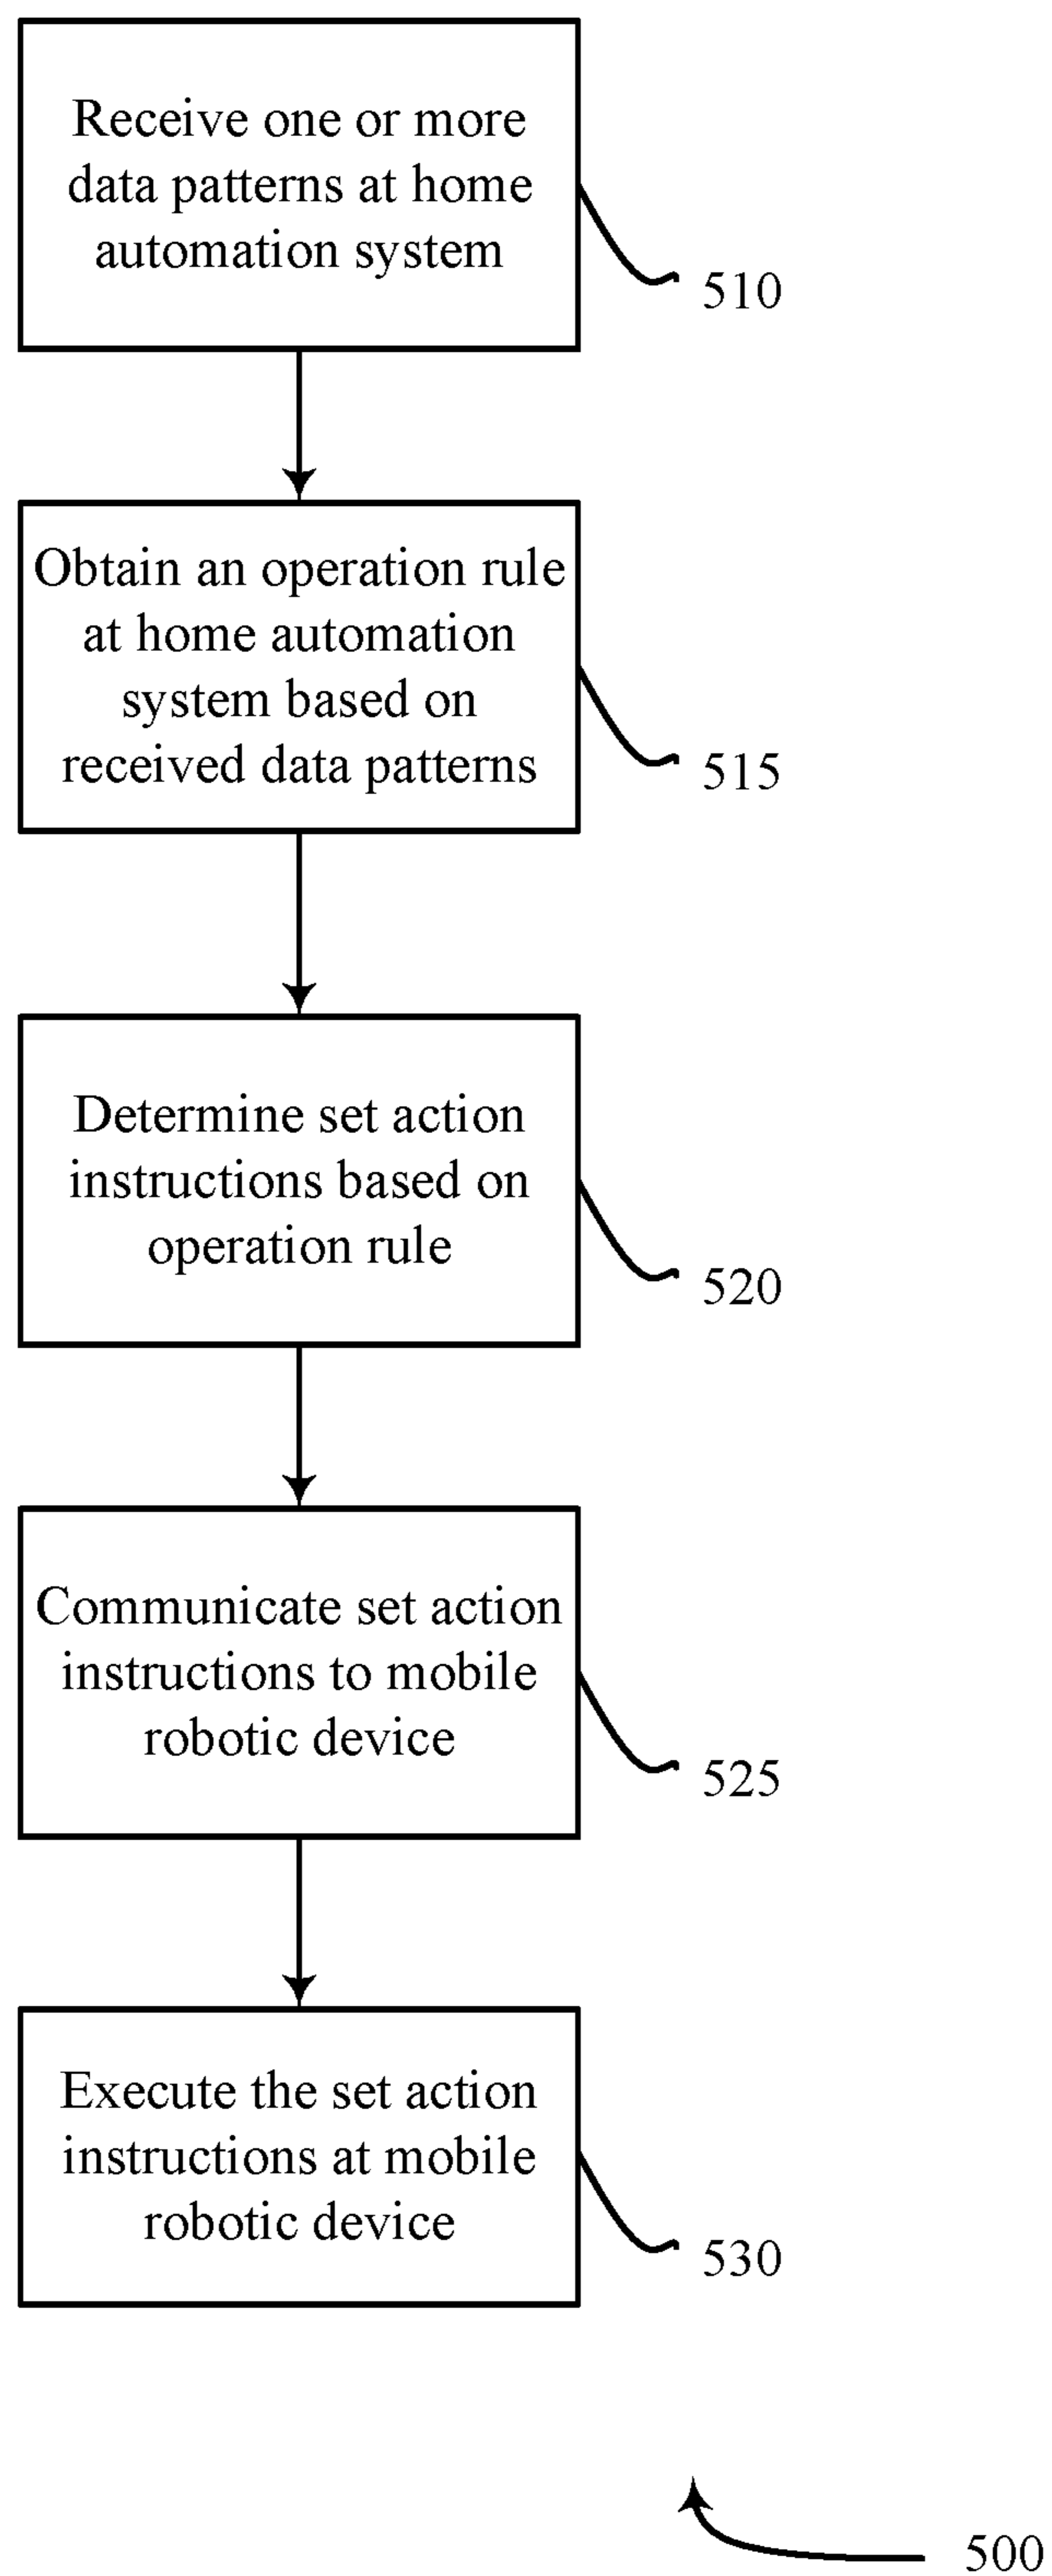 Receive one or more
data patterns at home
automation system
510
Obtain an operation rule
at home automation
system based on
received data patterns
515
Determine set action
instructions based on
operation rule
520
Communicate set action
instructions to mobile
robotic device
525
Execute the set action
instructions at mobile
robotic device
530
500